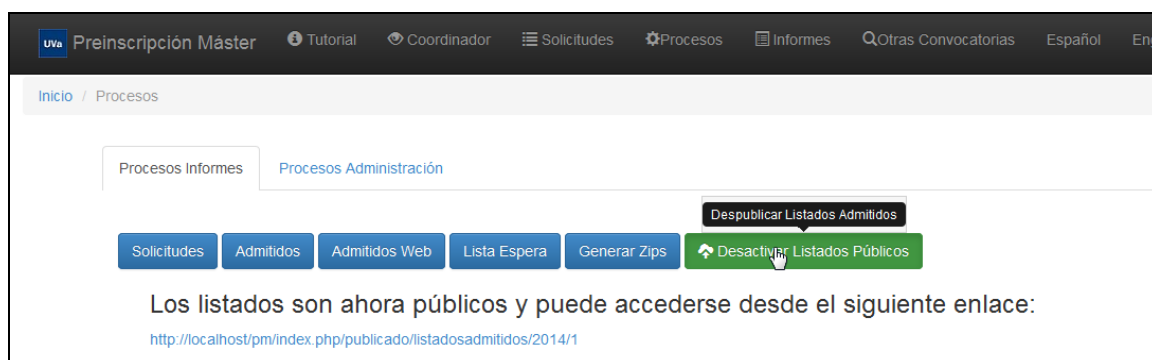 UVa Preinscripción Máster Tutorial Coordinador Solicitudes Procesos Informes Otras Convocatorias Español
Inicio / Procesos
Procesos Informes Procesos Administración
Despublicar Listados Admitidos
Solicitudes Admitidos Admitidos Web Lista Espera Generar Zips Desactivar Listados Públicos
Los listados son ahora públicos y puede accederse desde el siguiente enlace:
http://localhost/pm/index.php/publicado/listadosadmitidos/2014/1